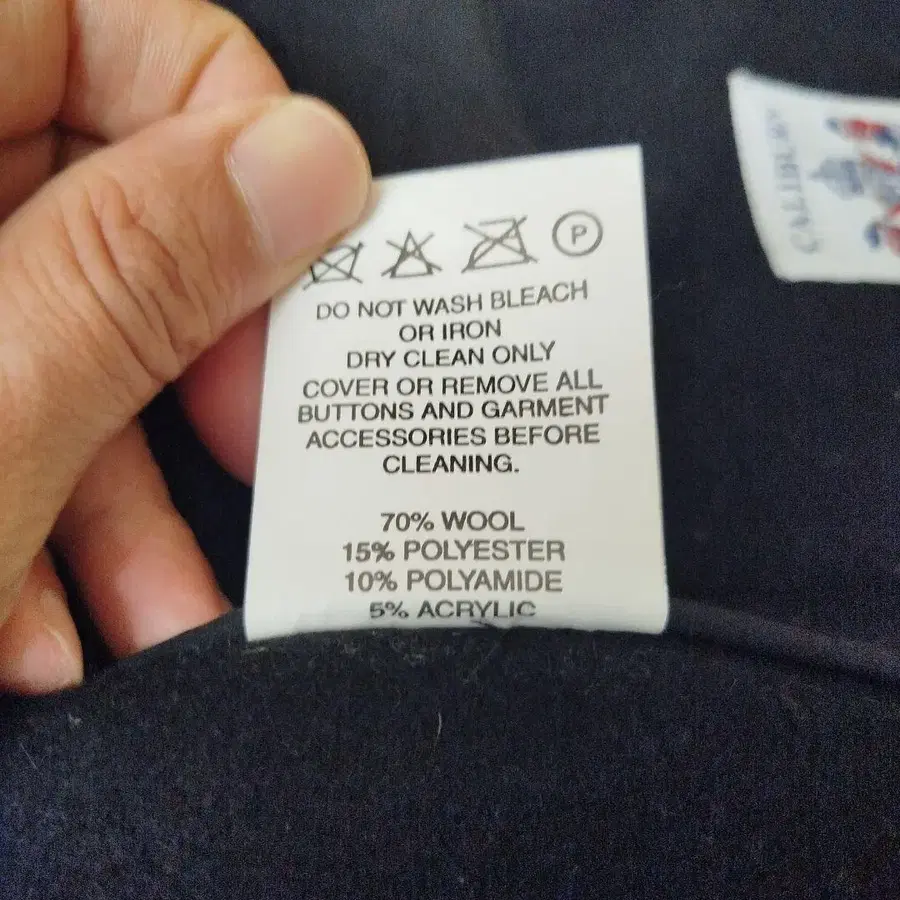 P
DO NOT WASH BLEACH
OR IRON
DRY CLEAN ONLY
COVER OR REMOVE ALL
BUTTONS AND GARMENT
ACCESSORIES BEFORE
CLEANING.
70% WOOL
15% POLYESTER
10% POLYAMIDE
5% ACRYLIC